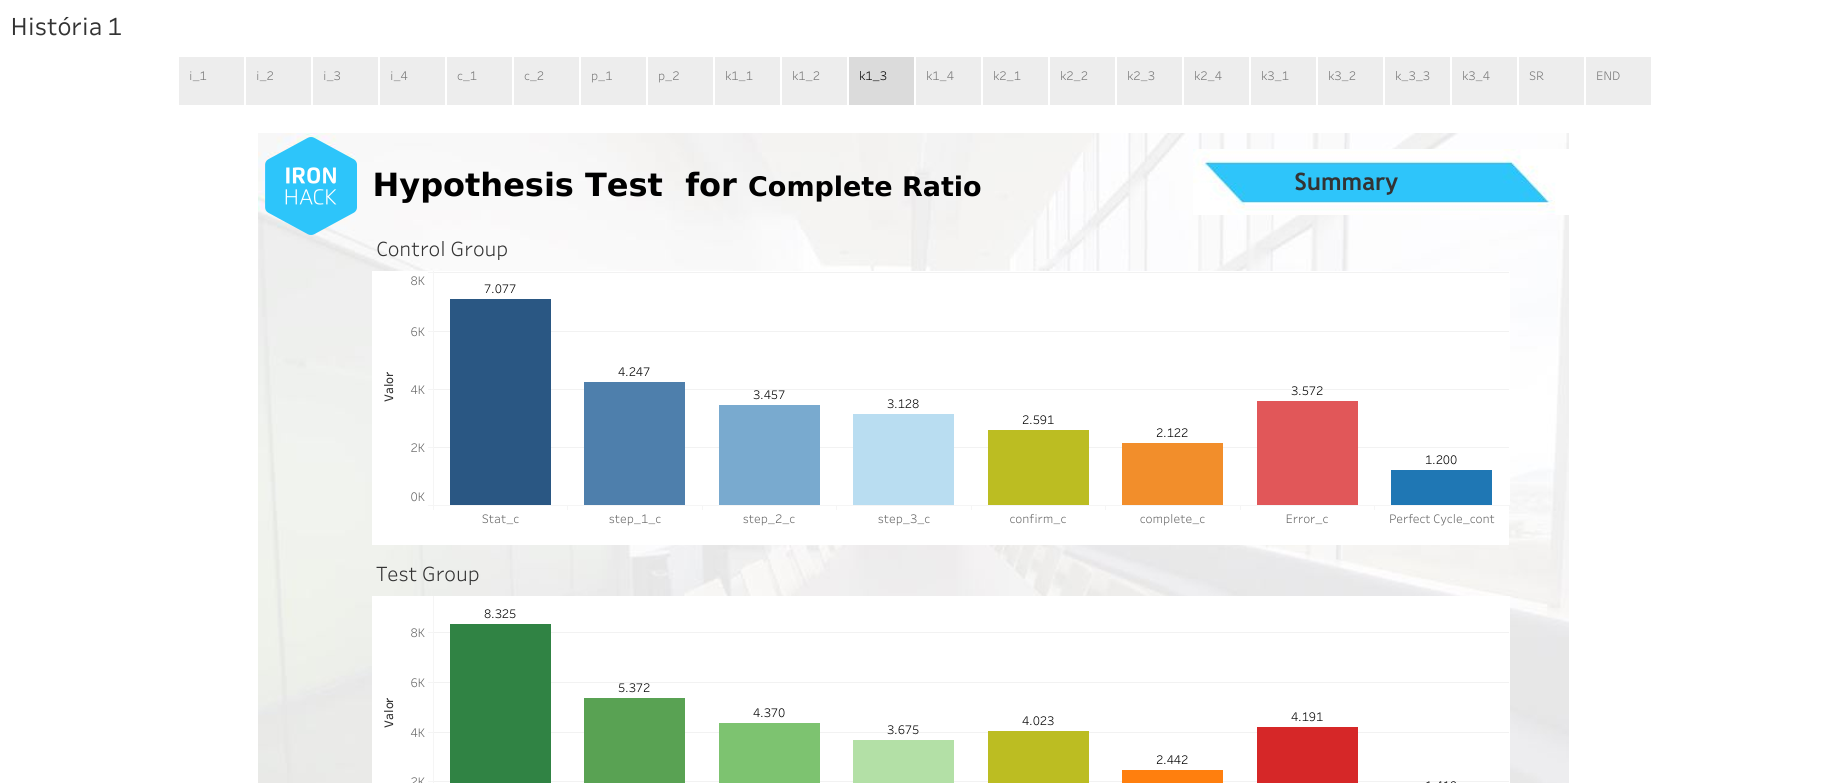 História 1
i_1 i_2 i_3 i_4 c_1 c_2 p_1 p_2 k1_1 k1_2 k1_3 k1_4 k2_1 k2_2 k2_3 k2_4 k3_1 k3_2 k_3_3 k3_4 SR END
IRON
HACK
Hypothesis Test for Complete Ratio
Summary
Control Group
Valor
8K
6K
4K
2K
0K
7.077
4.247
3.457
3.128
2.591
2.122
3.572
1.200
Stat_c step_1_c step_2_c step_3_c confirm_c complete_c Error_c Perfect Cycle_cont
Test Group
Valor
8K
6K
4K
2K
8.325
5.372
4.370
3.675
4.023
2.442
4.191